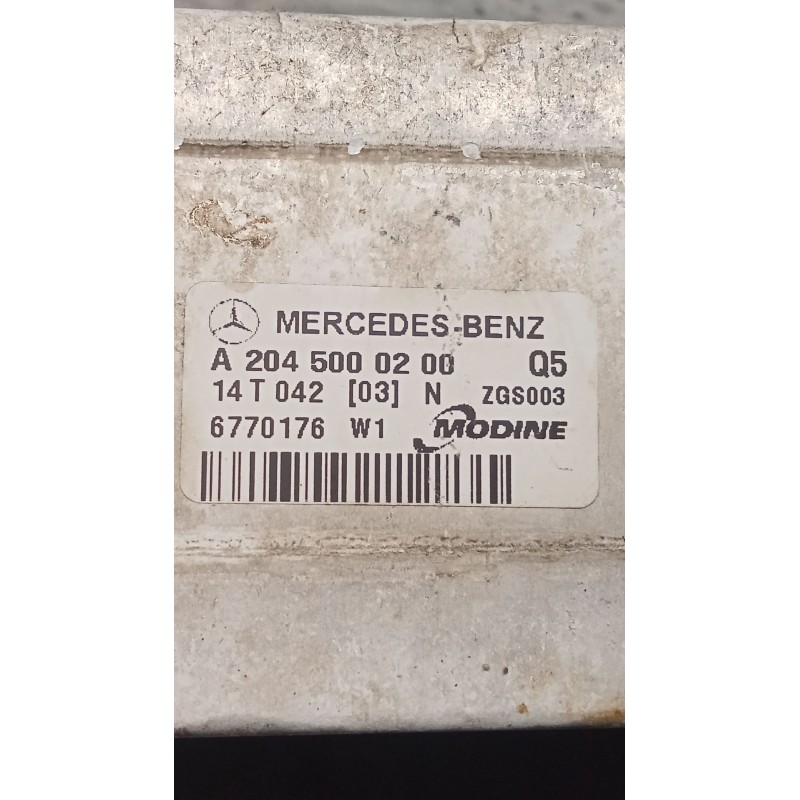 MERCEDES-BENZ
A 204 500 02 00 Q5
14 T 042 [03] N ZGS003
6770176 W1 MODINE